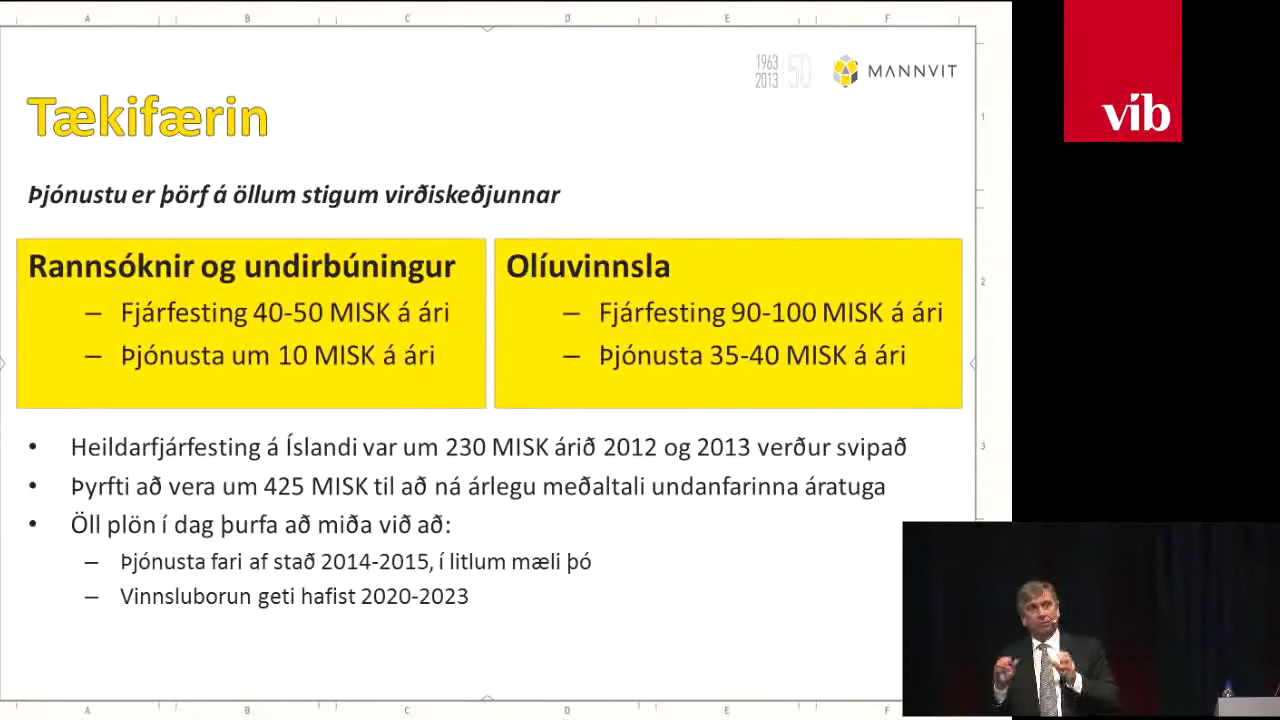 A B C D E F
1963
2013
50
MANNVIT
víb
Tækifærin
1
Þjónustu er þörf á öllum stigum virðiskeðjunnar
Rannsóknir og undirbúningur
– Fjárfesting 40-50 MISK á ári
– Þjónusta um 10 MISK á ári
Olíuvinnsla
– Fjárfesting 90-100 MISK á ári
– Þjónusta 35-40 MISK á ári
2
• Heildarfjárfesting á Íslandi var um 230 MISK árið 2012 og 2013 verður svipað
3
• Þyrfti að vera um 425 MISK til að ná árlegu meðaltali undanfarinna áratuga
• Öll plön í dag þurfa að miða við að:
– Þjónusta fari af stað 2014-2015, í litlum mæli þó
– Vinnsluborun geti hafist 2020-2023
A B C D E F